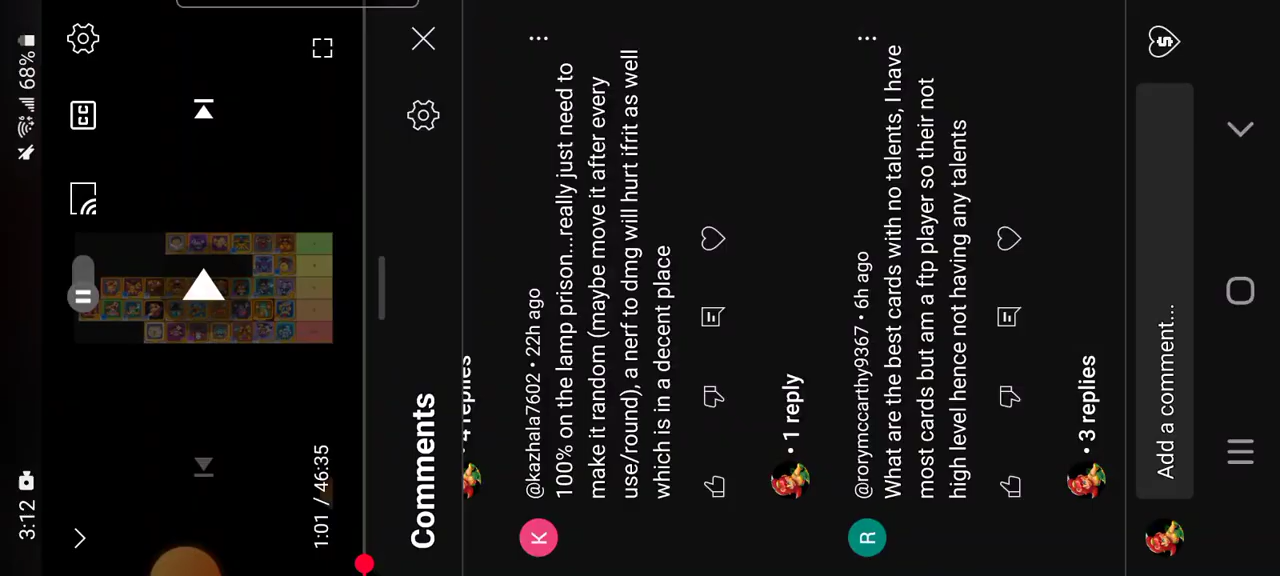 3:12
68%
CC
1:01 / 46:35
Comments
4 replies
@kazhala7602 • 22h ago
100% on the lamp prison...really just need to
make it random (maybe move it after every
use/round), a nerf to dmg will hurt ifrit as well
which is in a decent place
• 1 reply
@rorymccarthy9367 • 6h ago
What are the best cards with no talents, I have
most cards but am a ftp player so their not
high level hence not having any talents
• 3 replies
Add a comment...
K
R